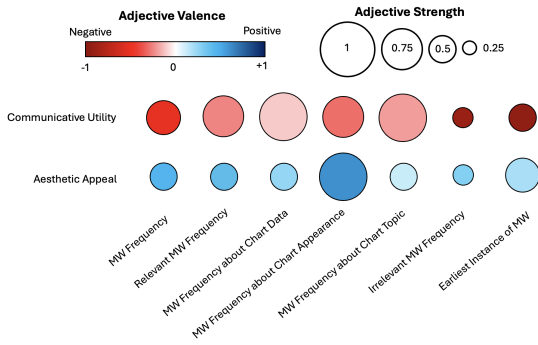 Adjective Valence
Adjective Strength
Negative
Positive
-1
0
+1
1
0.75
0.5
0.25
Communicative Utility
Aesthetic Appeal
MW Frequency
Relevant MW Frequency
MW Frequency about Chart Data
MW Frequency about Chart Appearance
MW Frequency about Chart Topic
Irrelevant MW Frequency
Earliest Instance of MW